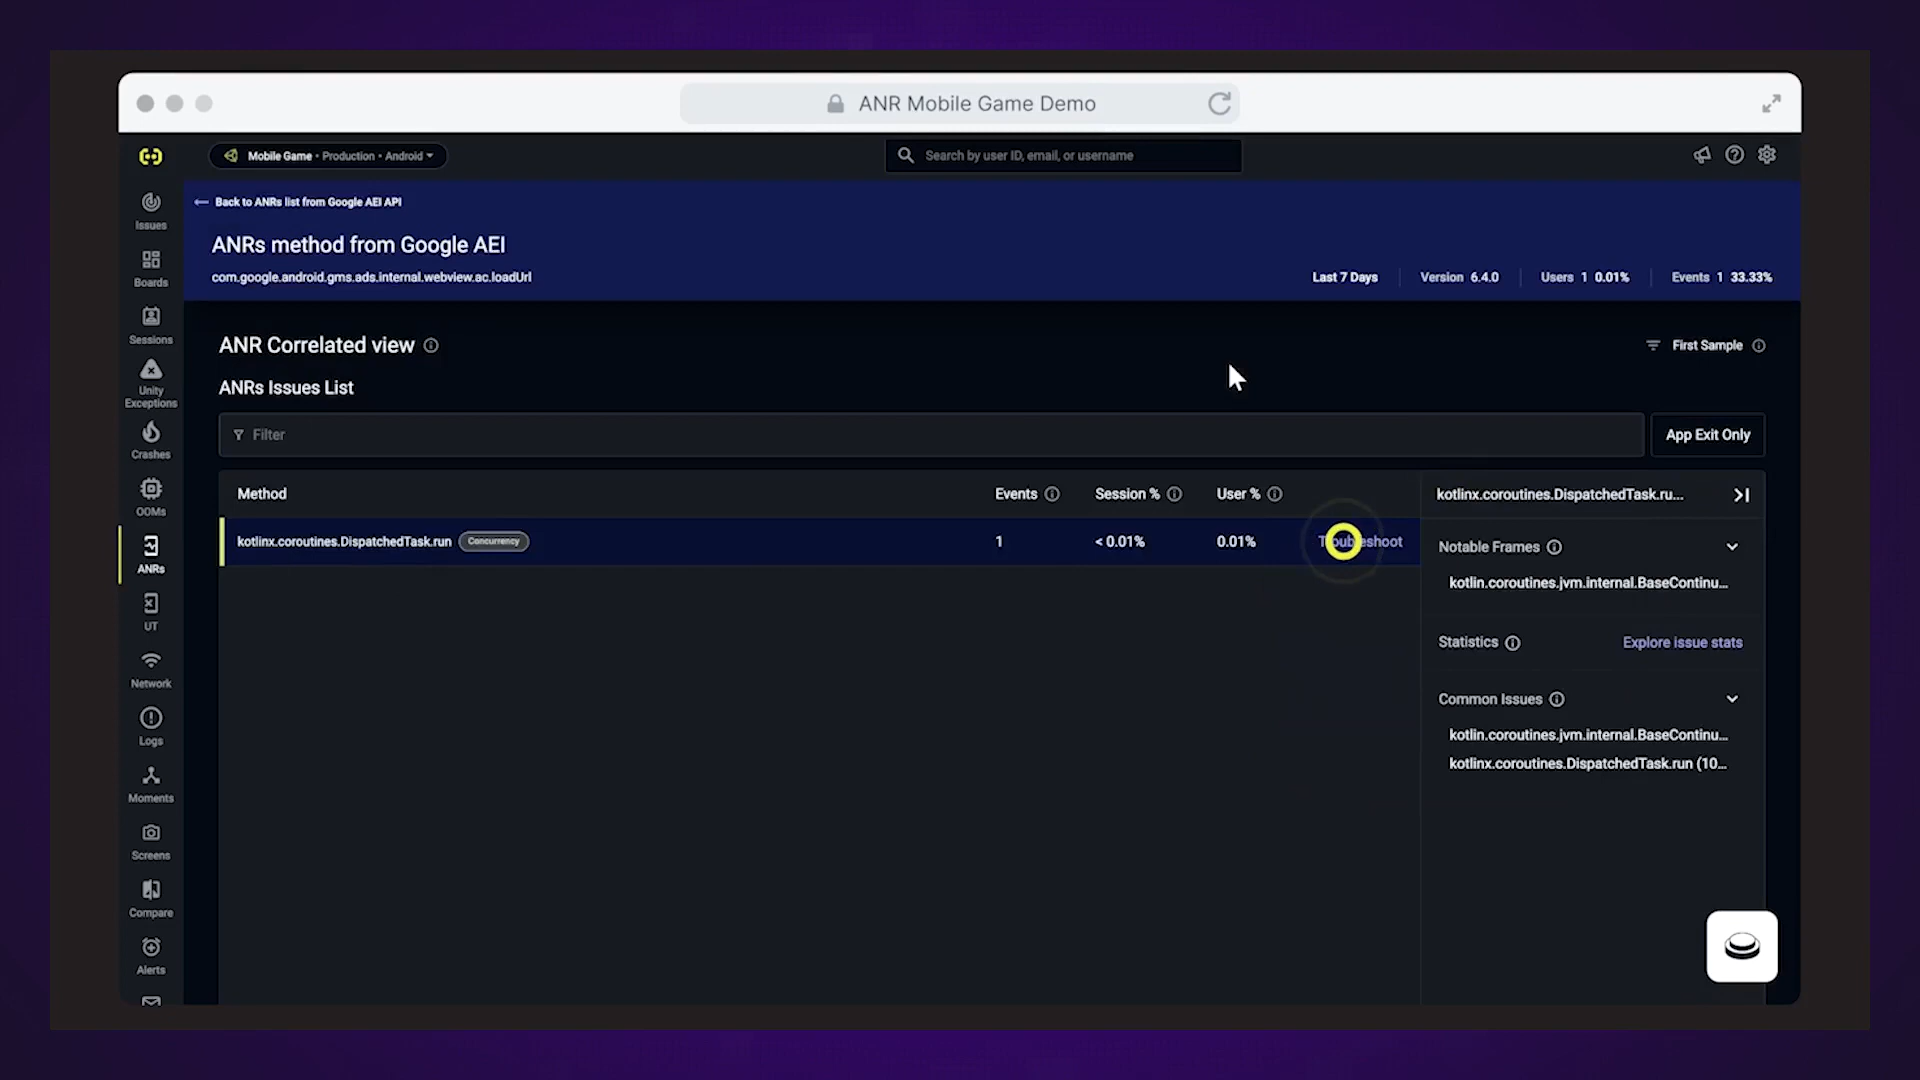 ANR Mobile Game Demo
Mobile Game • Production • Android
Search by user ID, email, or username
Issues
Boards
Sessions
Unity
Exceptions
Crashes
OOMs
ANRs
UT
Network
Logs
Moments
Screens
Compare
Alerts
Back to ANRs list from Google AEI API
ANRs method from Google AEI
com.google.android.gms.ads.internal.webview.ac.loadUrl
Last 7 Days
Version 6.4.0
Users 1 0.01%
Events 1 33.33%
ANR Correlated view
First Sample
ANRs Issues List
Filter
App Exit Only
Method
Events
Session %
User %
kotlinx.coroutines.DispatchedTask.run Concurrency
1
< 0.01%
0.01%
Troubleshoot
kotlinx.coroutines.DispatchedTask.ru...
Notable Frames
kotlin.coroutines.jvm.internal.BaseContinu...
Statistics
Explore issue stats
Common Issues
kotlin.coroutines.jvm.internal.BaseContinu...
kotlinx.coroutines.DispatchedTask.run (10...